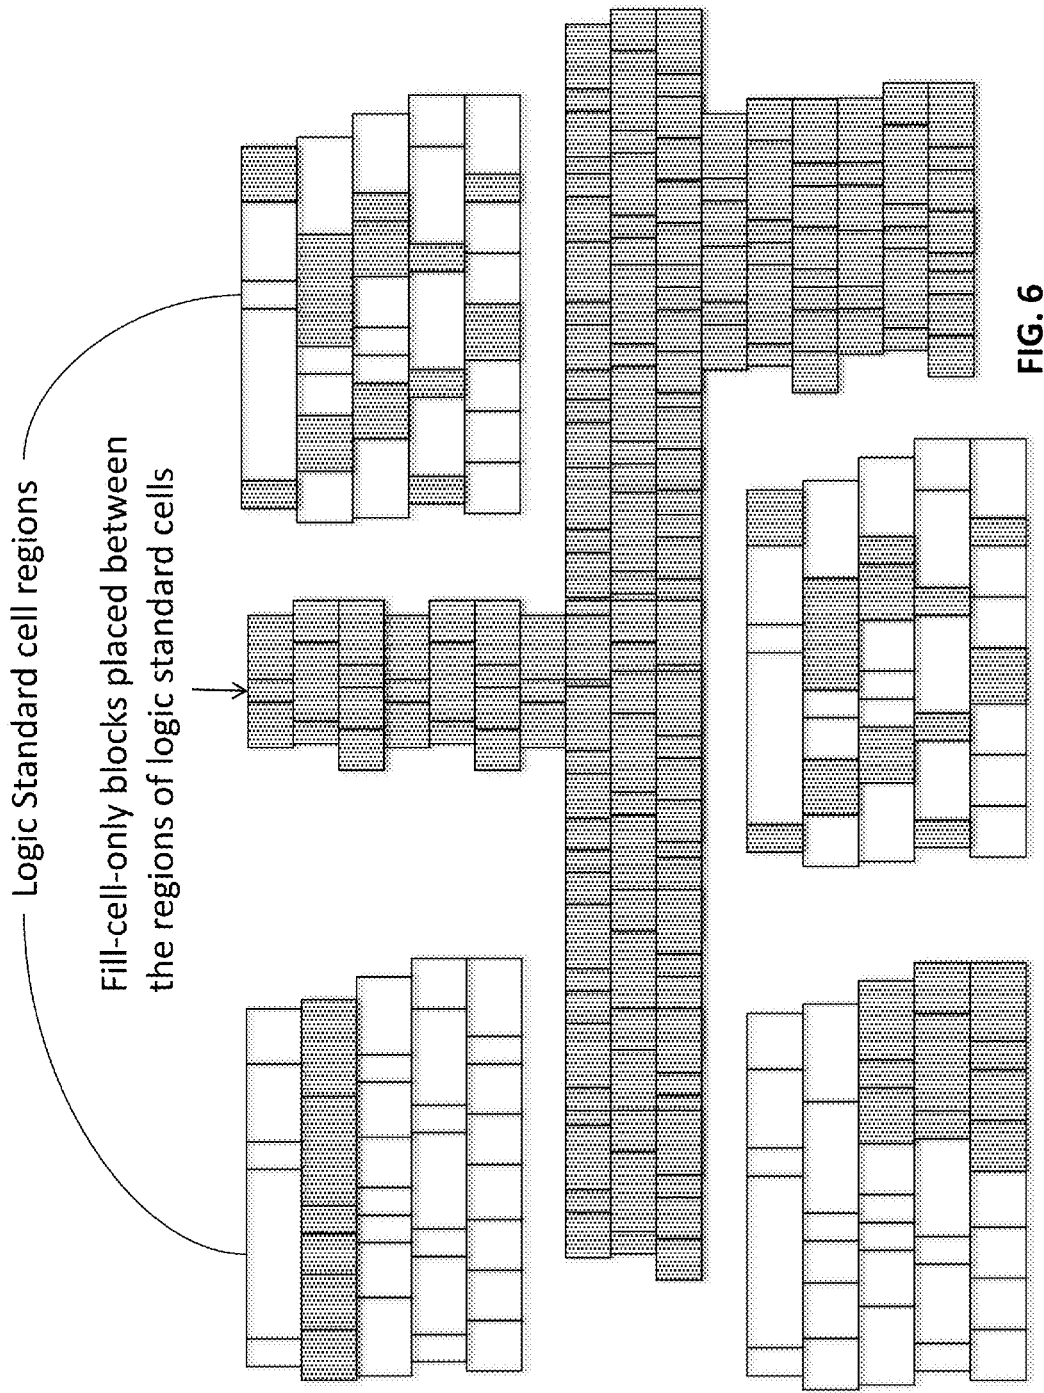 Logic Standard cell regions
Fill-cell-only blocks placed between
the regions of logic standard cells
FIG. 6